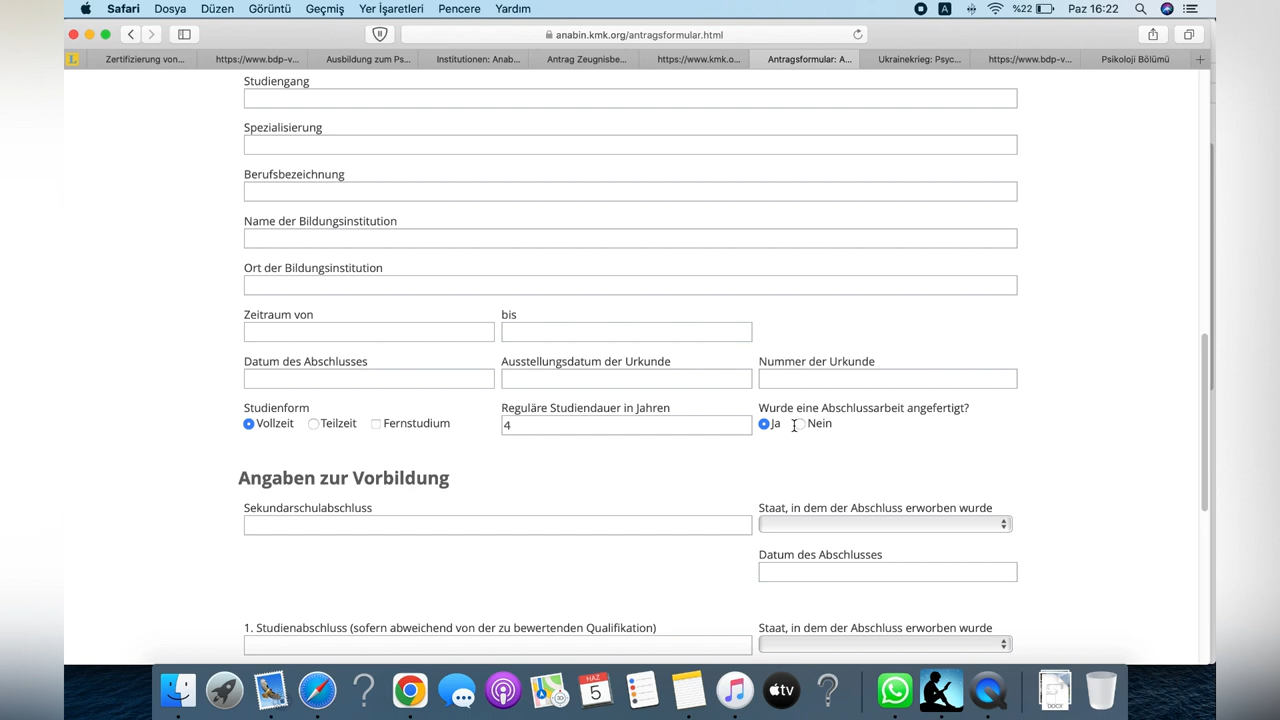 Safari Dosya Düzen Görüntü Geçmiş Yer İşaretleri Pencere Yardım A %22 Paz 16:22
anabin.kmk.org/antragsformular.html
L Zertifizierung von... https://www.bdp-v... Ausbildung zum Ps... Institutionen: Anab... Antrag Zeugnisbe... https://www.kmk.o... Antragsformular: A... Ukrainekrieg: Psyc... https://www.bdp-v... Psikoloji Bölümü
Studiengang
Spezialisierung
Berufsbezeichnung
Name der Bildungsinstitution
Ort der Bildungsinstitution
Zeitraum von bis
Datum des Abschlusses Ausstellungsdatum der Urkunde Nummer der Urkunde
Studienform Reguläre Studiendauer in Jahren Wurde eine Abschlussarbeit angefertigt?
Vollzeit Teilzeit Fernstudium 4 Ja Nein
Angaben zur Vorbildung
Sekundarschulabschluss Staat, in dem der Abschluss erworben wurde
Datum des Abschlusses
1. Studienabschluss (sofern abweichend von der zu bewertenden Qualifikation) Staat, in dem der Abschluss erworben wurde
HAZ
5
tv
DOCX